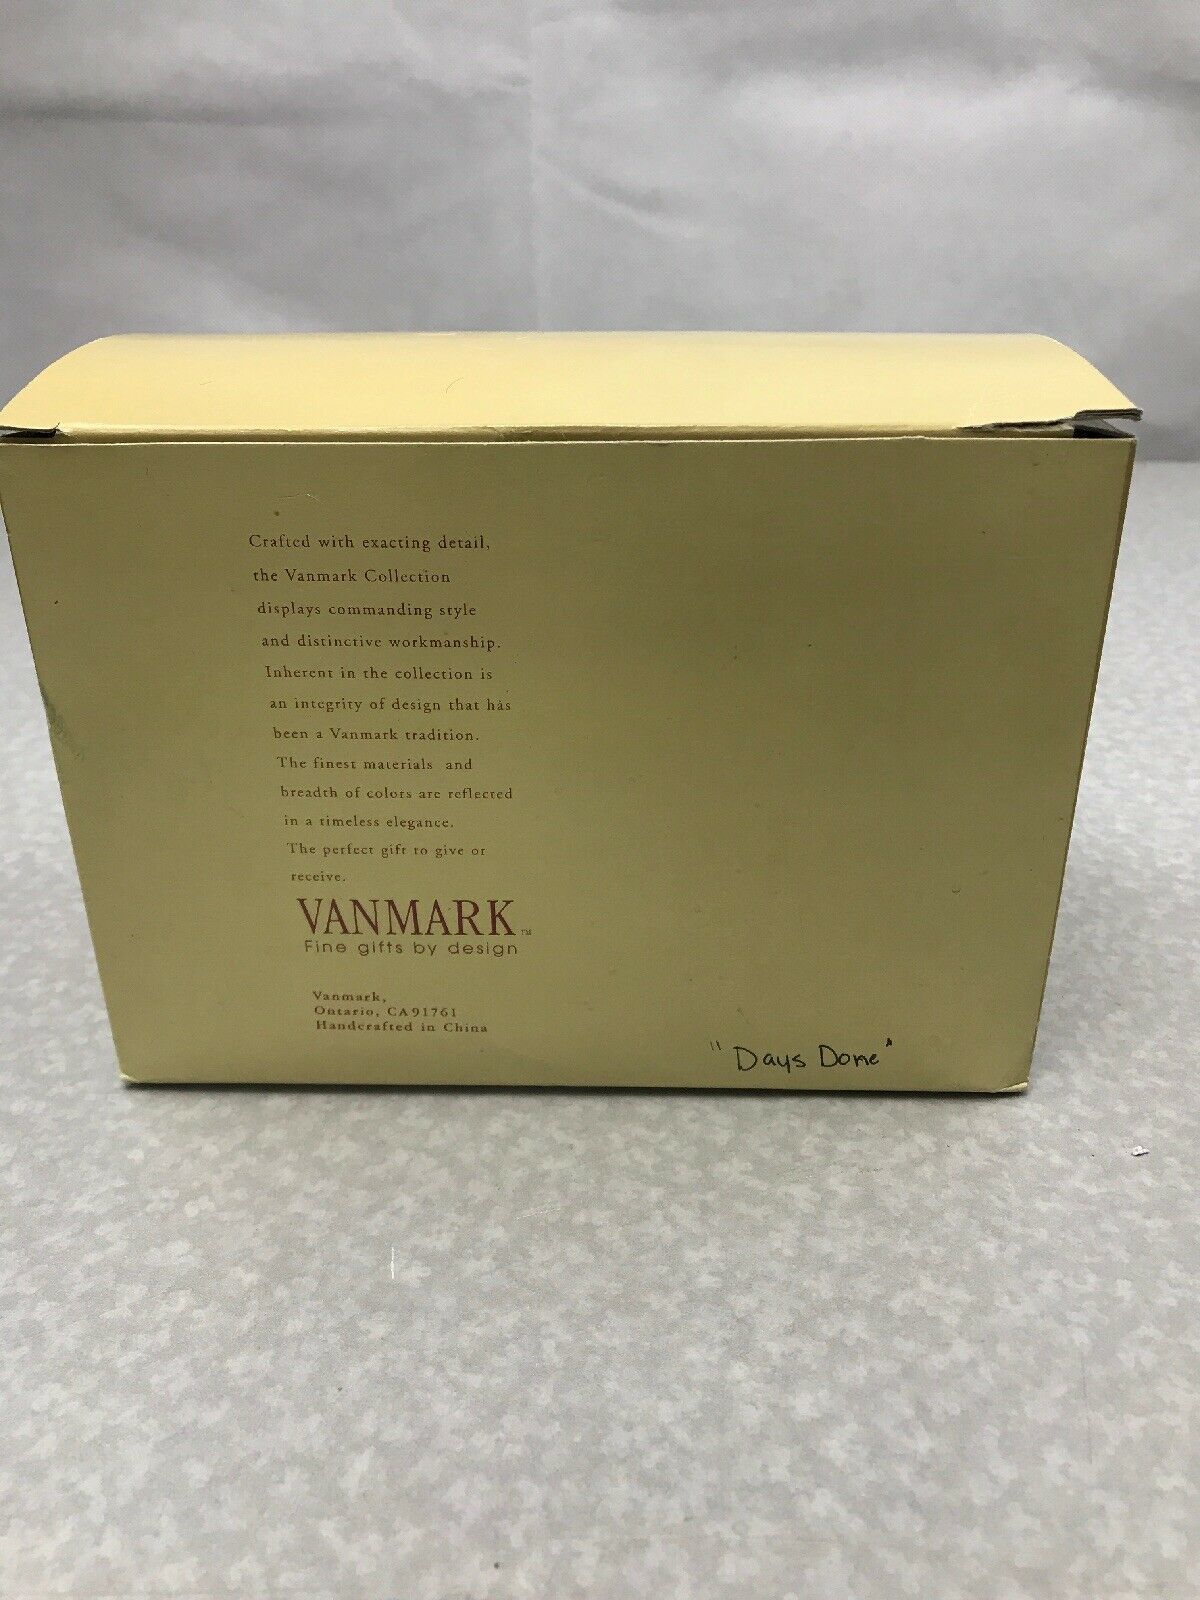 Crafted with exacting detail,
the Vanmark Collection
displays commanding style
and distinctive workmanship.
Inherent in the collection is
an integrity of design that has
been a Vanmark tradition.
The finest materials and
breadth of colors are reflected
in a timeless elegance.
The perfect gift to give or
receive.
VANMARK™
Fine gifts by design
Vanmark,
Ontario, CA91761
Handcrafted in China
"Days Done"